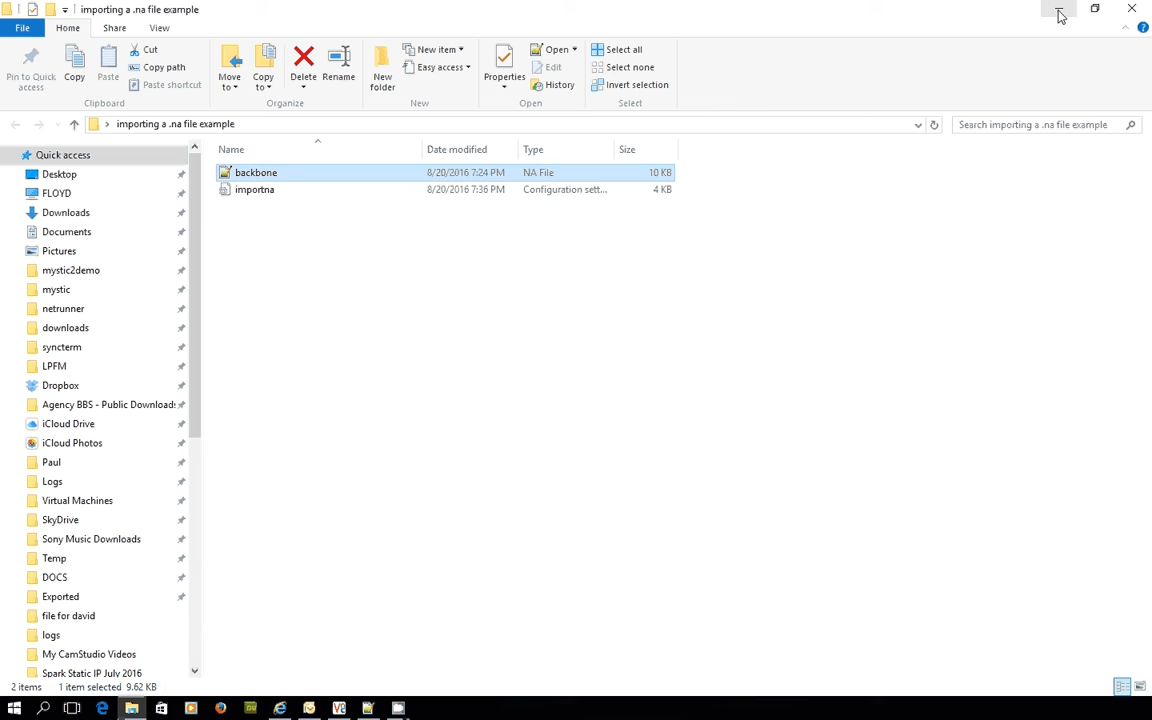 importing a .na file example
File Home Share View
Pin to Quick access
Copy
Paste
Cut
Copy path
Paste shortcut
Clipboard
Move to
Copy to
Delete
Rename
Organize
New folder
New item
Easy access
New
Properties
Open
Edit
History
Open
Select all
Select none
Invert selection
Select
importing a .na file example
Search importing a .na file example
Name Date modified Type Size
backbone 8/20/2016 7:24 PM NA File 10 KB
importna 8/20/2016 7:36 PM Configuration sett... 4 KB
Quick access
Desktop
FLOYD
Downloads
Documents
Pictures
mystic2demo
mystic
netrunner
downloads
syncterm
LPFM
Dropbox
Agency BBS - Public Downloads
iCloud Drive
iCloud Photos
Paul
Logs
Virtual Machines
SkyDrive
Sony Music Downloads
Temp
DOCS
Exported
file for david
logs
My CamStudio Videos
Spark Static IP July 2016
2 items 1 item selected 9.62 KB